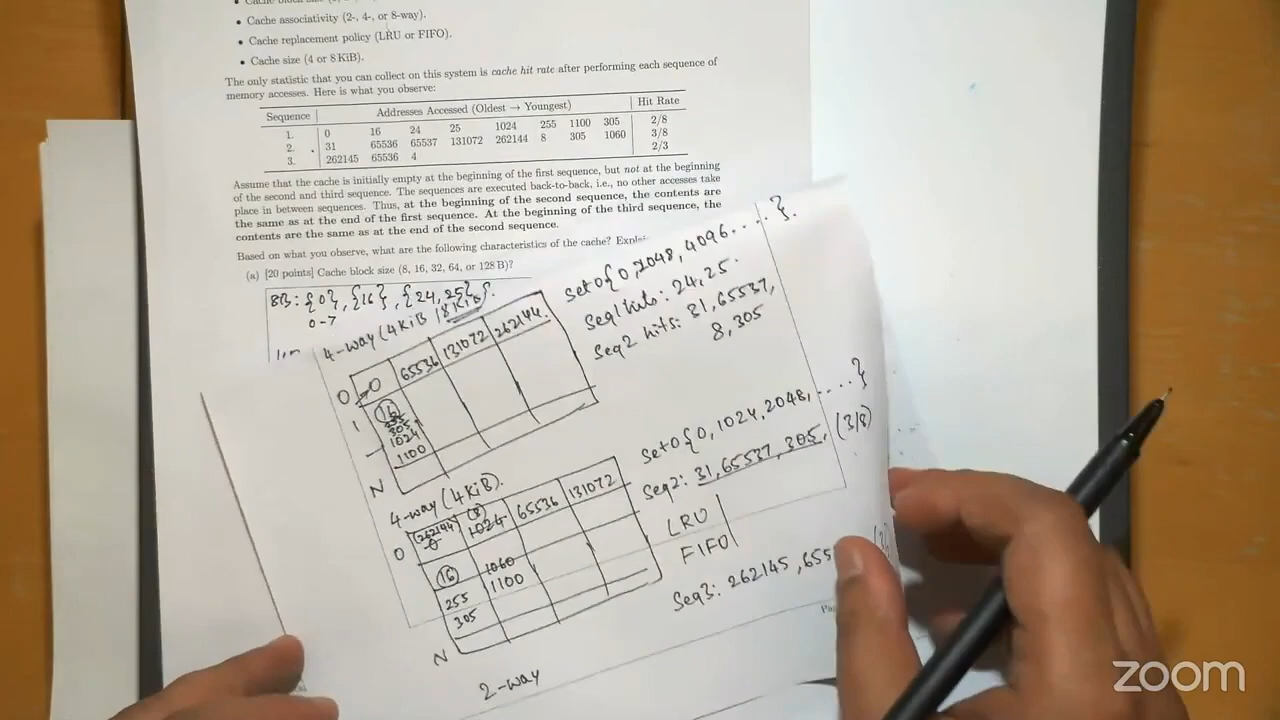 • Cache associativity (2-, 4-, or 8-way).
• Cache replacement policy (LRU or FIFO).
• Cache size (4 or 8 KiB).
The only statistic that you can collect on this system is cache hit rate after performing each sequence of
memory accesses. Here is what you observe:
Sequence Addresses Accessed (Oldest → Youngest) Hit Rate
1. 0 16 24 25 1024 255 1100 305 2/8
2. 31 65536 65537 131072 262144 8 305 1060 3/8
3. 262145 65536 4 2/3
Assume that the cache is initially empty at the beginning of the first sequence, but not at the beginning
of the second and third sequence. The sequences are executed back-to-back, i.e., no other accesses take
place in between sequences. Thus, at the beginning of the second sequence, the contents are
the same as at the end of the first sequence. At the beginning of the third sequence, the
contents are the same as at the end of the second sequence.
Based on what you observe, what are the following characteristics of the cache?
(a) [20 points] Cache block size (8, 16, 32, 64, or 128 B)?
8B: {0}, {16}, {24, 25}.
0-7
4-way (4KiB / 8KiB)
0 0 65536 131072 262144
1 16
305
1024
1100
N
Set 0 {0, 2048, 4096....}.
Seq1 hits: 24, 25.
Seq2 hits: 31, 65537,
8, 305
4-way (4KiB).
0 (262144) 0 (8) 1024 65536 131072
16 1060
255 1100
305
N
Set 0 {0, 1024, 2048, ....}
Seq2: 31, 65537, 305. (3/8)
LRU
FIFO
Seq3: 262145, 655
2-way
zoom